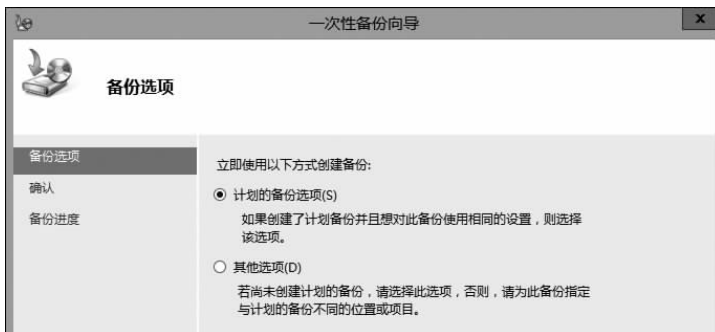 一次性备份向导
x
备份选项
备份选项
确认
备份进度
立即使用以下方式创建备份:
计划的备份选项(S)
如果创建了计划备份并且想对此备份使用相同的设置，则选择
该选项。
其他选项(D)
若尚未创建计划的备份，请选择此选项，否则，请为此备份指定
与计划的备份不同的位置或项目。